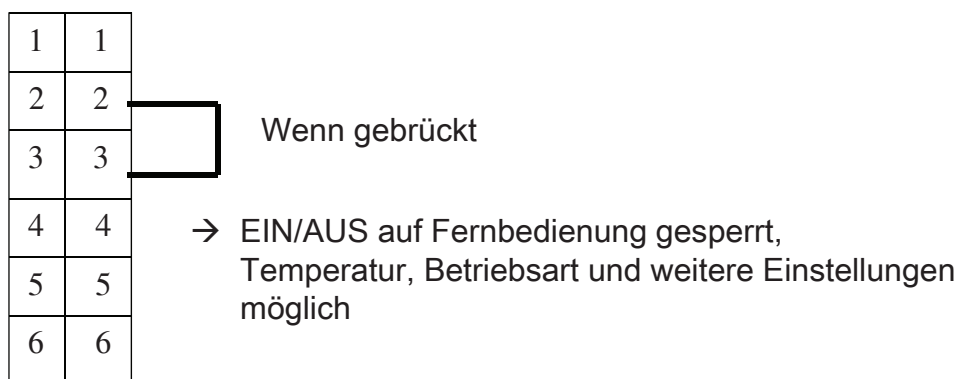 1 1
2 2
3 3
Wenn gebrückt
4 4
→ EIN/AUS auf Fernbedienung gesperrt,
Temperatur, Betriebsart und weitere Einstellungen
möglich
5 5
6 6